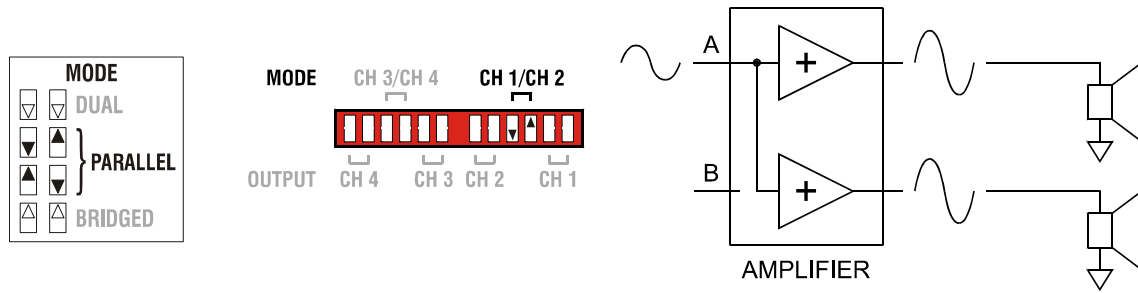 MODE
DUAL
PARALLEL
BRIDGED
MODE CH 3/CH 4 CH 1/CH 2
OUTPUT CH 4 CH 3 CH 2 CH 1
A
B
AMPLIFIER